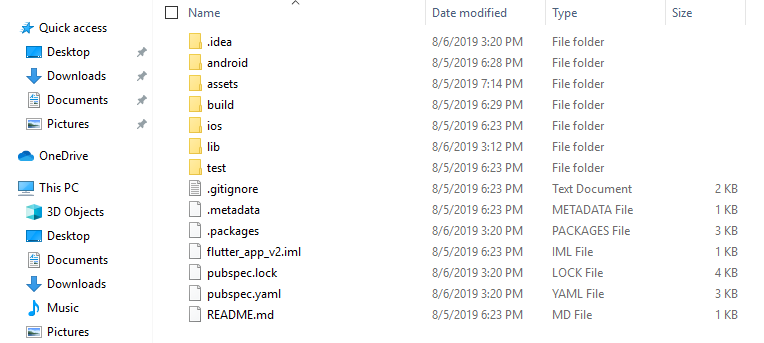 Name Date modified Type Size
Quick access
Desktop
Downloads
Documents
Pictures
OneDrive
This PC
3D Objects
Desktop
Documents
Downloads
Music
Pictures
.idea 8/6/2019 3:20 PM File folder
android 8/5/2019 6:28 PM File folder
assets 8/5/2019 7:14 PM File folder
build 8/5/2019 6:29 PM File folder
ios 8/5/2019 6:23 PM File folder
lib 8/6/2019 3:12 PM File folder
test 8/5/2019 6:23 PM File folder
.gitignore 8/5/2019 6:23 PM Text Document 2 KB
.metadata 8/5/2019 6:23 PM METADATA File 1 KB
.packages 8/6/2019 3:20 PM PACKAGES File 3 KB
flutter_app_v2.iml 8/5/2019 6:23 PM IML File 1 KB
pubspec.lock 8/6/2019 3:20 PM LOCK File 4 KB
pubspec.yaml 8/6/2019 3:20 PM YAML File 3 KB
README.md 8/5/2019 6:23 PM MD File 1 KB